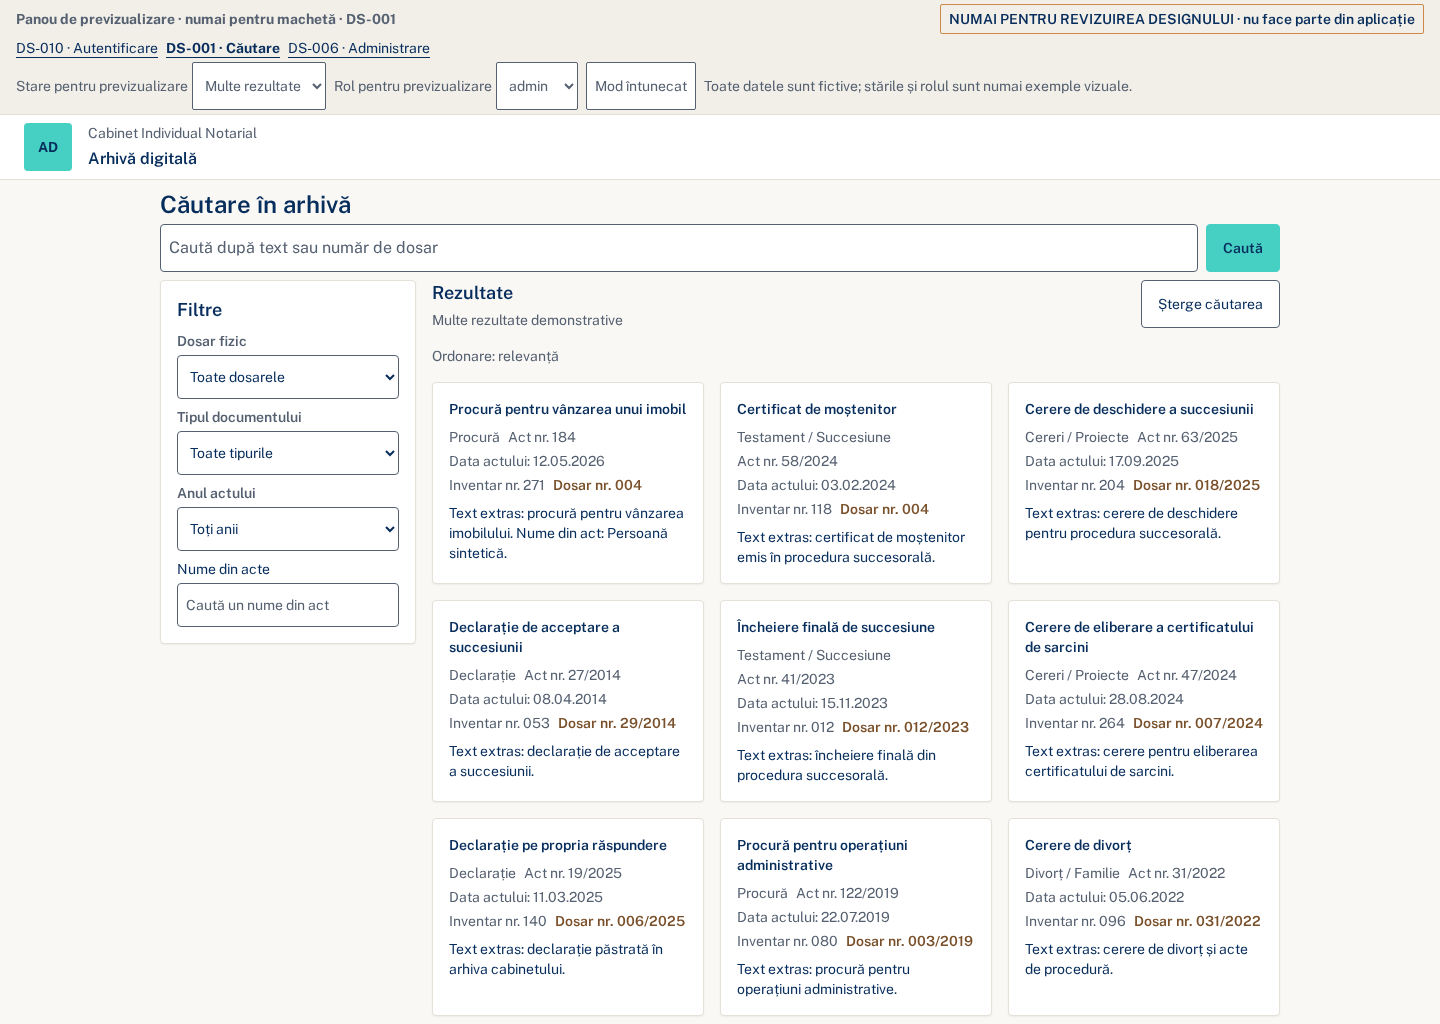 Panou de previzualizare · numai pentru machetă · DS-001
NUMAI PENTRU REVIZUIREA DESIGNULUI · nu face parte din aplicație
DS-010 · Autentificare DS-001 · Căutare DS-006 · Administrare
Stare pentru previzualizare Multe rezultate Rol pentru previzualizare admin Mod întunecat Toate datele sunt fictive; stările și rolul sunt numai exemple vizuale.
AD
Cabinet Individual Notarial
Arhivă digitală
Căutare în arhivă
Caută după text sau număr de dosar
Caută
Filtre
Dosar fizic
Toate dosarele
Tipul documentului
Toate tipurile
Anul actului
Toți anii
Nume din acte
Caută un nume din act
Rezultate
Multe rezultate demonstrative
Șterge căutarea
Ordonare: relevanță
Procură pentru vânzarea unui imobil
Procură Act nr. 184
Data actului: 12.05.2026
Inventar nr. 271 Dosar nr. 004
Text extras: procură pentru vânzarea
imobilului. Nume din act: Persoană
sintetică.
Certificat de moștenitor
Testament / Succesiune
Act nr. 58/2024
Data actului: 03.02.2024
Inventar nr. 118 Dosar nr. 004
Text extras: certificat de moștenitor
emis în procedura succesorală.
Cerere de deschidere a succesiunii
Cereri / Proiecte Act nr. 63/2025
Data actului: 17.09.2025
Inventar nr. 204 Dosar nr. 018/2025
Text extras: cerere de deschidere
pentru procedura succesorală.
Declarație de acceptare a
succesiunii
Declarație Act nr. 27/2014
Data actului: 08.04.2014
Inventar nr. 053 Dosar nr. 29/2014
Text extras: declarație de acceptare
a succesiunii.
Încheiere finală de succesiune
Testament / Succesiune
Act nr. 41/2023
Data actului: 15.11.2023
Inventar nr. 012 Dosar nr. 012/2023
Text extras: încheiere finală din
procedura succesorală.
Cerere de eliberare a certificatului
de sarcini
Cereri / Proiecte Act nr. 47/2024
Data actului: 28.08.2024
Inventar nr. 264 Dosar nr. 007/2024
Text extras: cerere pentru eliberarea
certificatului de sarcini.
Declarație pe propria răspundere
Declarație Act nr. 19/2025
Data actului: 11.03.2025
Inventar nr. 140 Dosar nr. 006/2025
Text extras: declarație păstrată în
arhiva cabinetului.
Procură pentru operațiuni
administrative
Procură Act nr. 122/2019
Data actului: 22.07.2019
Inventar nr. 080 Dosar nr. 003/2019
Text extras: procură pentru
operațiuni administrative.
Cerere de divorț
Divorț / Familie Act nr. 31/2022
Data actului: 05.06.2022
Inventar nr. 096 Dosar nr. 031/2022
Text extras: cerere de divorț și acte
de procedură.